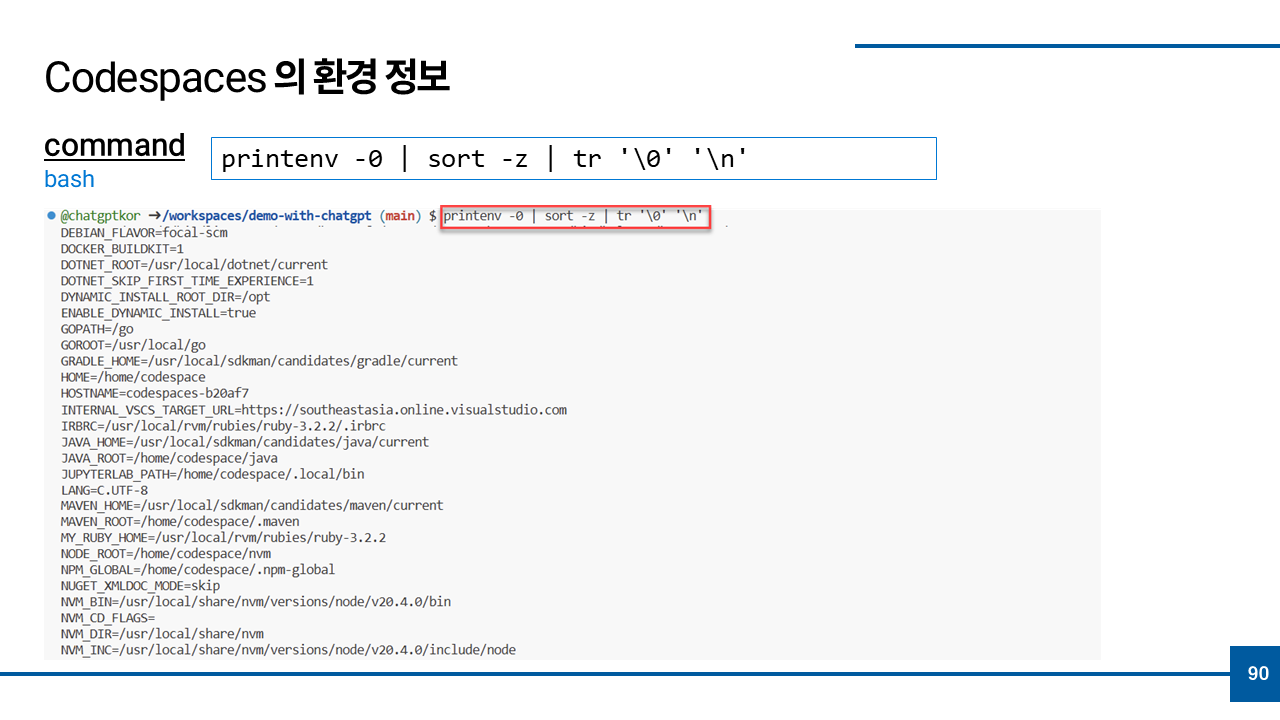 Codespaces 의 환경 정보
command
printenv -0 | sort -z | tr '\0' '\n'
bash
@chatgptkor ➜/workspaces/demo-with-chatgpt (main) $ printenv -0 | sort -z | tr '\0' '\n'
DEBIAN_FLAVOR=focal-scm
DOCKER_BUILDKIT=1
DOTNET_ROOT=/usr/local/dotnet/current
DOTNET_SKIP_FIRST_TIME_EXPERIENCE=1
DYNAMIC_INSTALL_ROOT_DIR=/opt
ENABLE_DYNAMIC_INSTALL=true
GOPATH=/go
GOROOT=/usr/local/go
GRADLE_HOME=/usr/local/sdkman/candidates/gradle/current
HOME=/home/codespace
HOSTNAME=codespaces-b20af7
INTERNAL_VSCS_TARGET_URL=https://southeastasia.online.visualstudio.com
IRBRC=/usr/local/rvm/rubies/ruby-3.2.2/.irbrc
JAVA_HOME=/usr/local/sdkman/candidates/java/current
JAVA_ROOT=/home/codespace/java
JUPYTERLAB_PATH=/home/codespace/.local/bin
LANG=C.UTF-8
MAVEN_HOME=/usr/local/sdkman/candidates/maven/current
MAVEN_ROOT=/home/codespace/.maven
MY_RUBY_HOME=/usr/local/rvm/rubies/ruby-3.2.2
NODE_ROOT=/home/codespace/nvm
NPM_GLOBAL=/home/codespace/.npm-global
NUGET_XMLDOC_MODE=skip
NVM_BIN=/usr/local/share/nvm/versions/node/v20.4.0/bin
NVM_CD_FLAGS=
NVM_DIR=/usr/local/share/nvm
NVM_INC=/usr/local/share/nvm/versions/node/v20.4.0/include/node
90